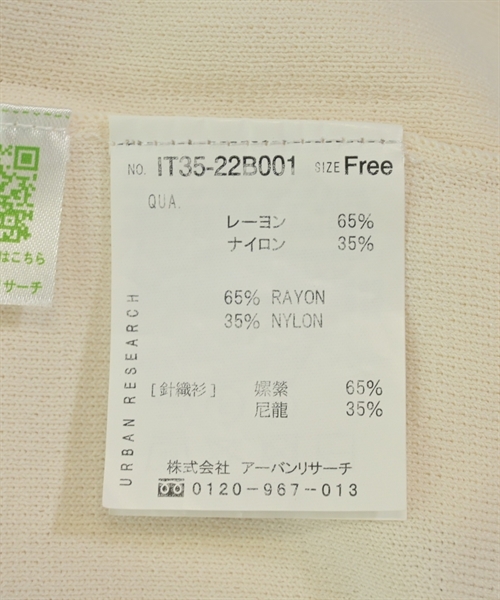 NO. IT35-22B001 SIZE Free
QUA.
レーヨン 65%
ナイロン 35%
65% RAYON
35% NYLON
[針織衫] 嫘縈 65%
尼龍 35%
URBAN RESEARCH
株式会社 アーバンリサーチ
0120-967-013
はこちら
サーチ